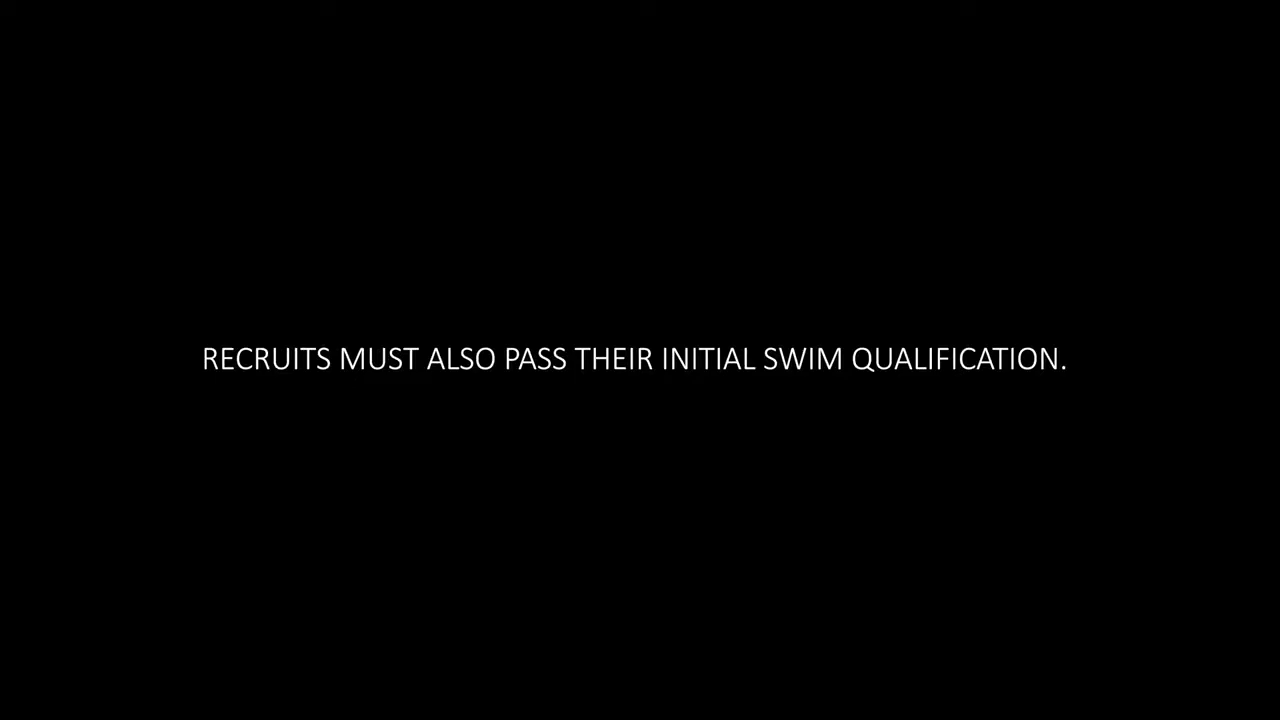 RECRUITS MUST ALSO PASS THEIR INITIAL SWIM QUALIFICATION.